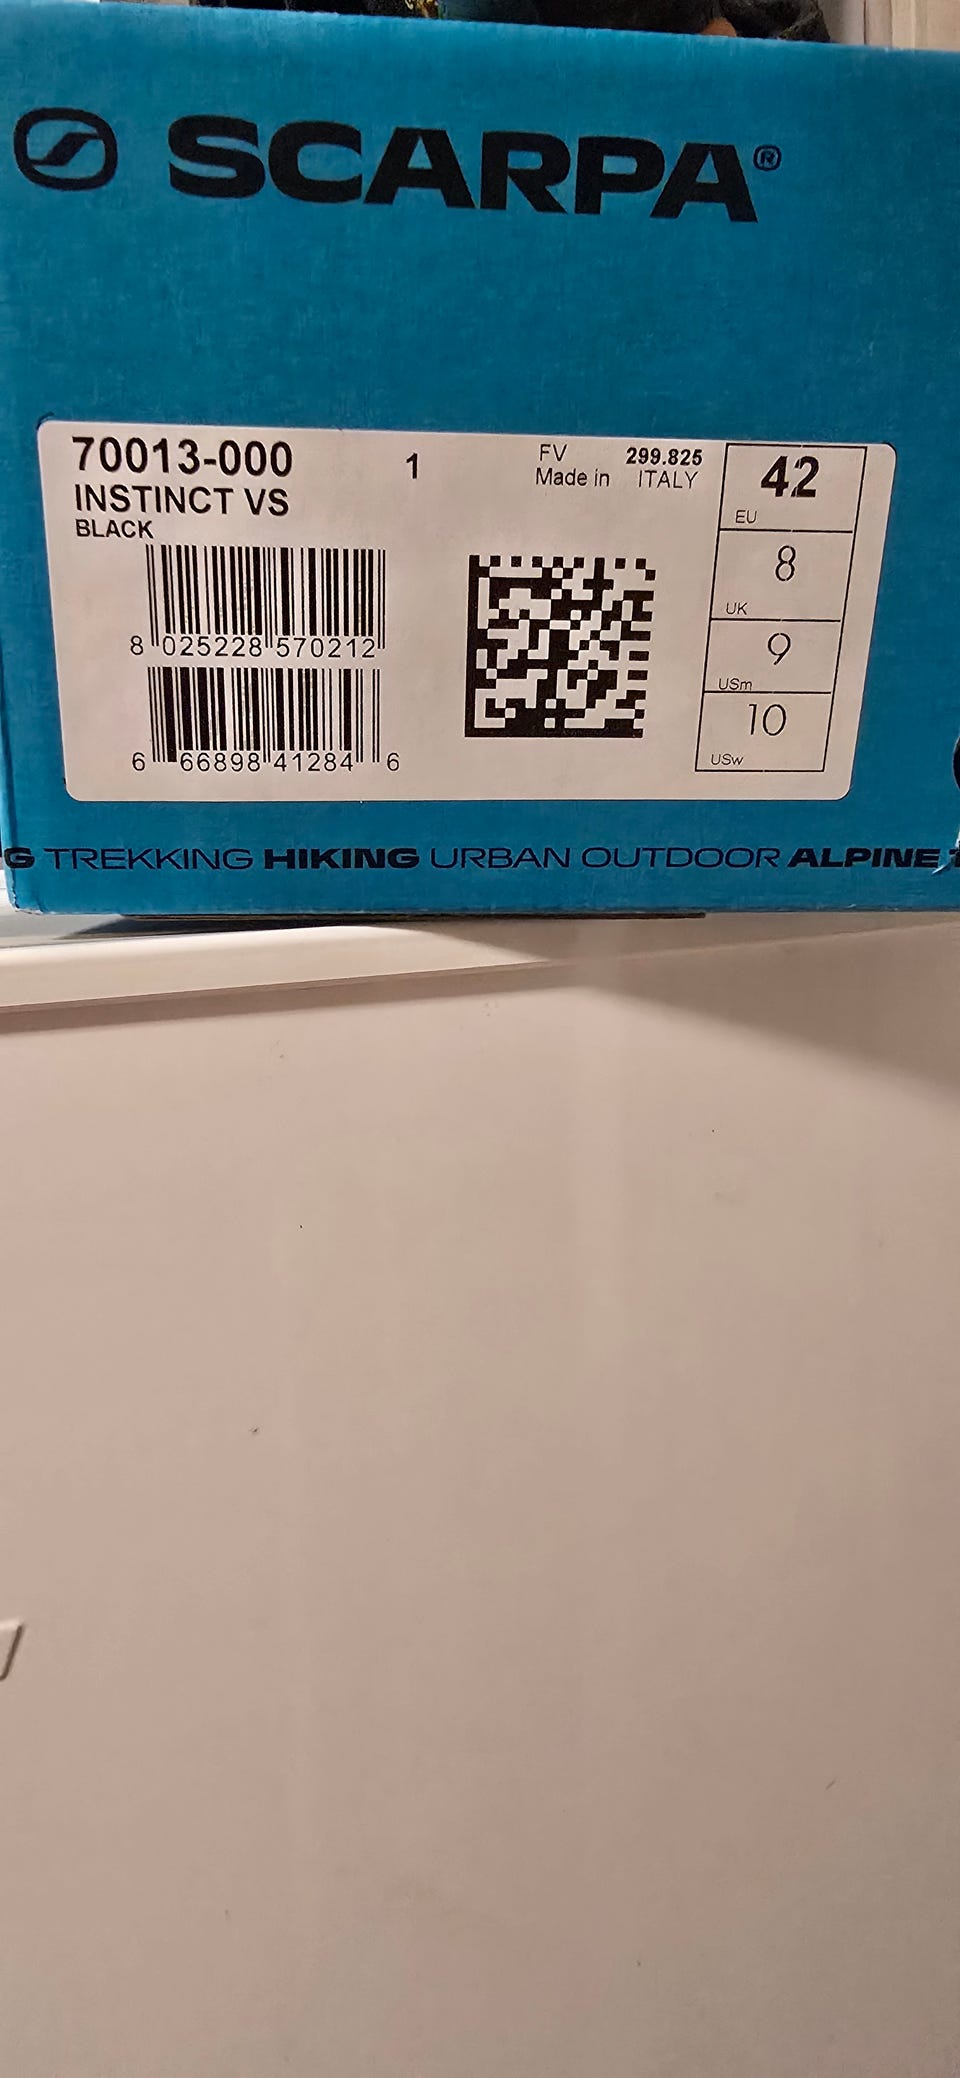 SCARPA®
70013-000
INSTINCT VS
BLACK
1
FV 299.825
Made in ITALY
42
EU
8
UK
9
USm
10
USw
8 025228 570212
6 66898 41284 6
G TREKKING HIKING URBAN OUTDOOR ALPINE